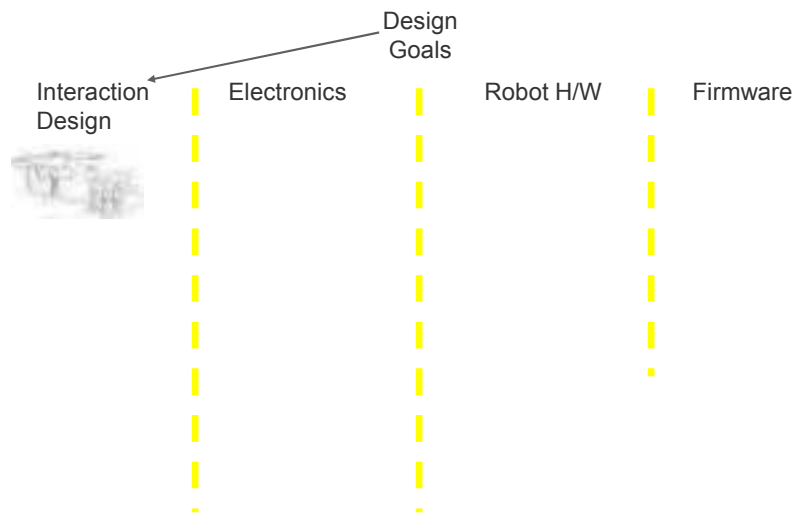 Design
Goals
Interaction
Design
Electronics
Robot H/W
Firmware